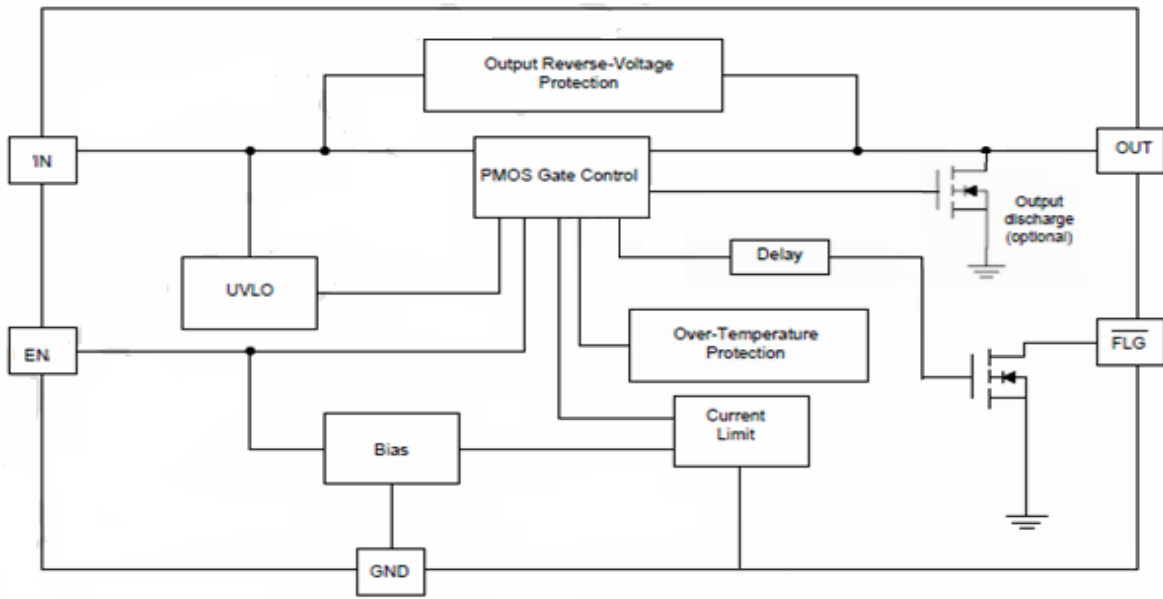 Output Reverse-Voltage
Protection
IN
PMOS Gate Control
OUT
Output
discharge
(optional)
Delay
UVLO
Over-Temperature
Protection
EN
FLG
Current
Limit
Bias
GND